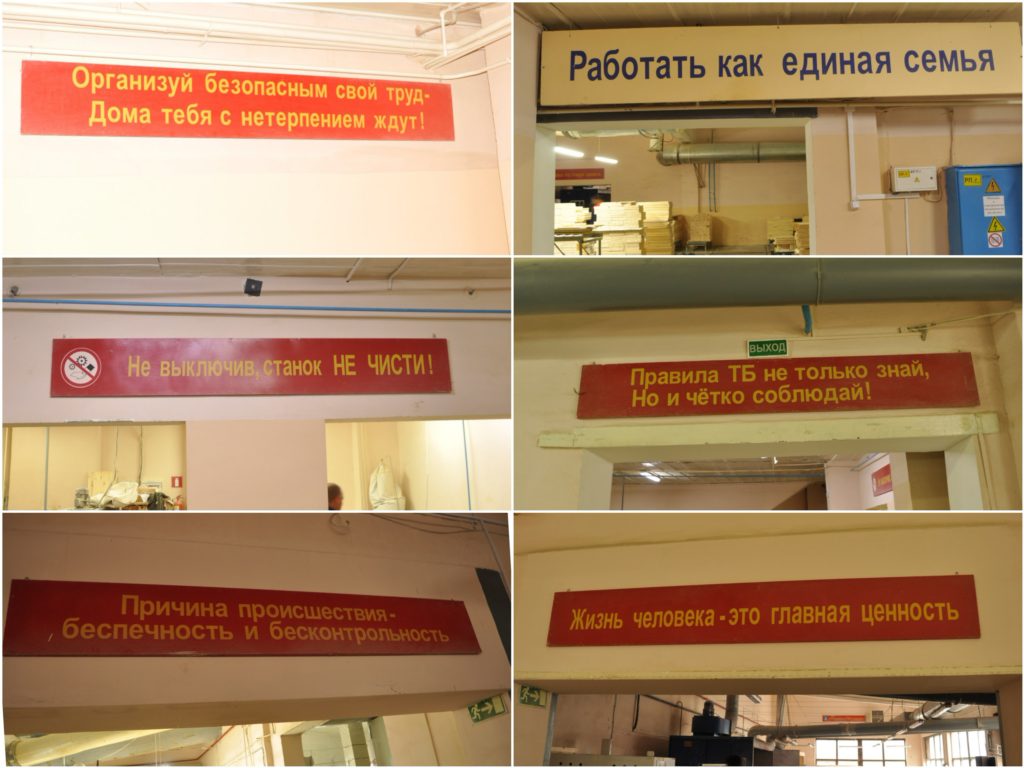 Организуй безопасным свой труд-
Дома тебя с нетерпением ждут!
Работать как единая семья
Не выключив, станок НЕ ЧИСТИ!
ВЫХОД
Правила ТБ не только знай,
Но и чётко соблюдай!
Причина происшествия-
беспечность и бесконтрольность
Жизнь человека - это главная ценность